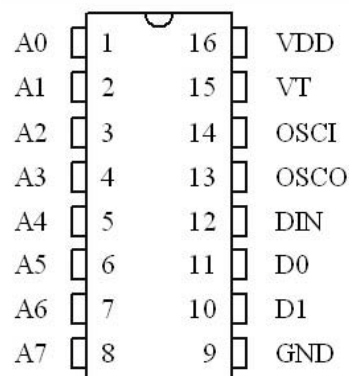 A0 1 16 VDD
A1 2 15 VT
A2 3 14 OSCI
A3 4 13 OSCO
A4 5 12 DIN
A5 6 11 D0
A6 7 10 D1
A7 8 9 GND